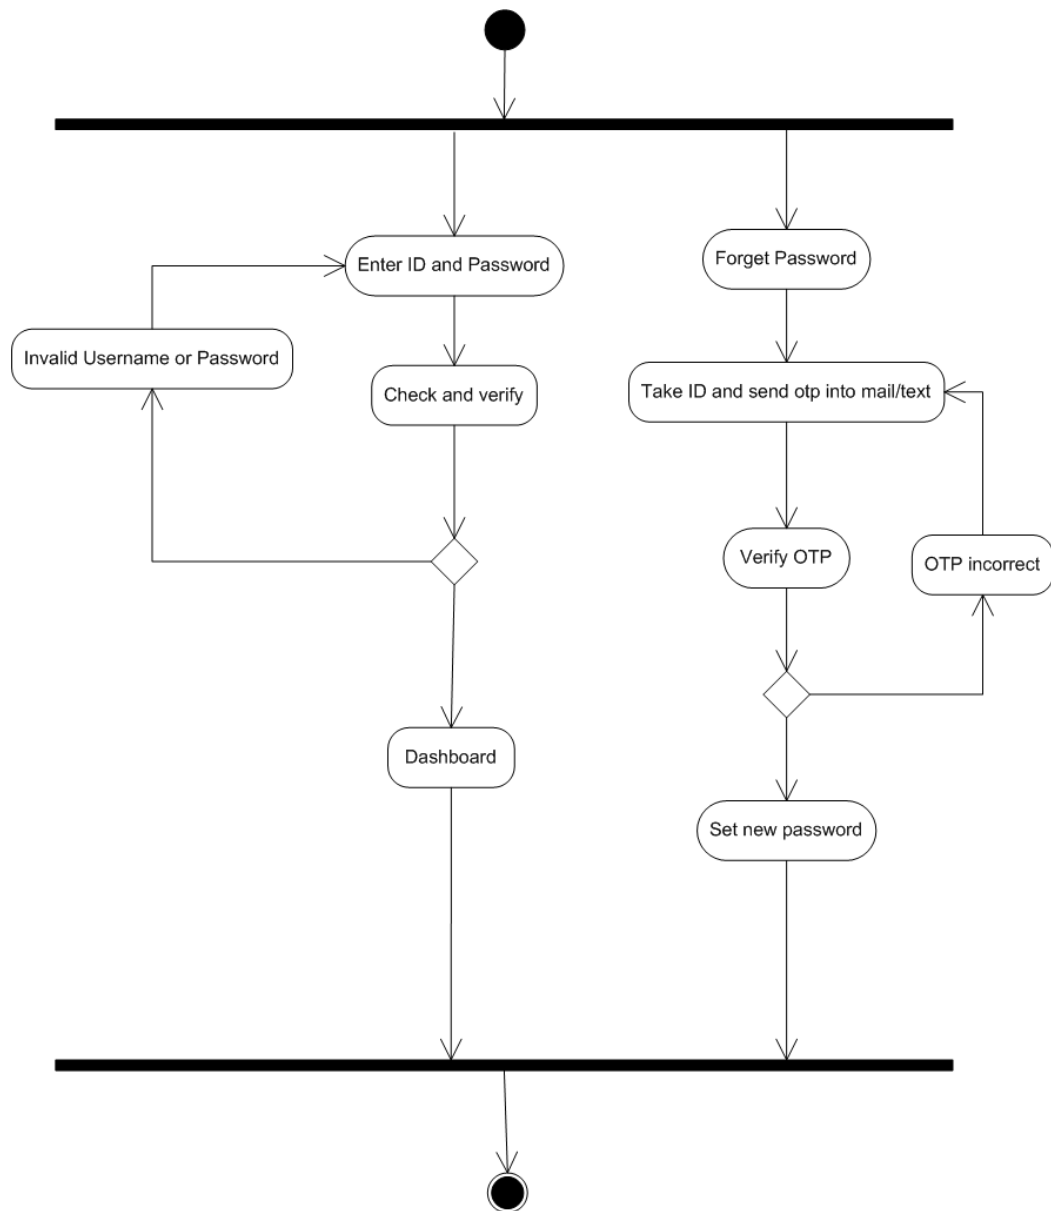 Enter ID and Password
Forget Password
Invalid Username or Password
Check and verify
Take ID and send otp into mail/text
Verify OTP
OTP incorrect
Dashboard
Set new password